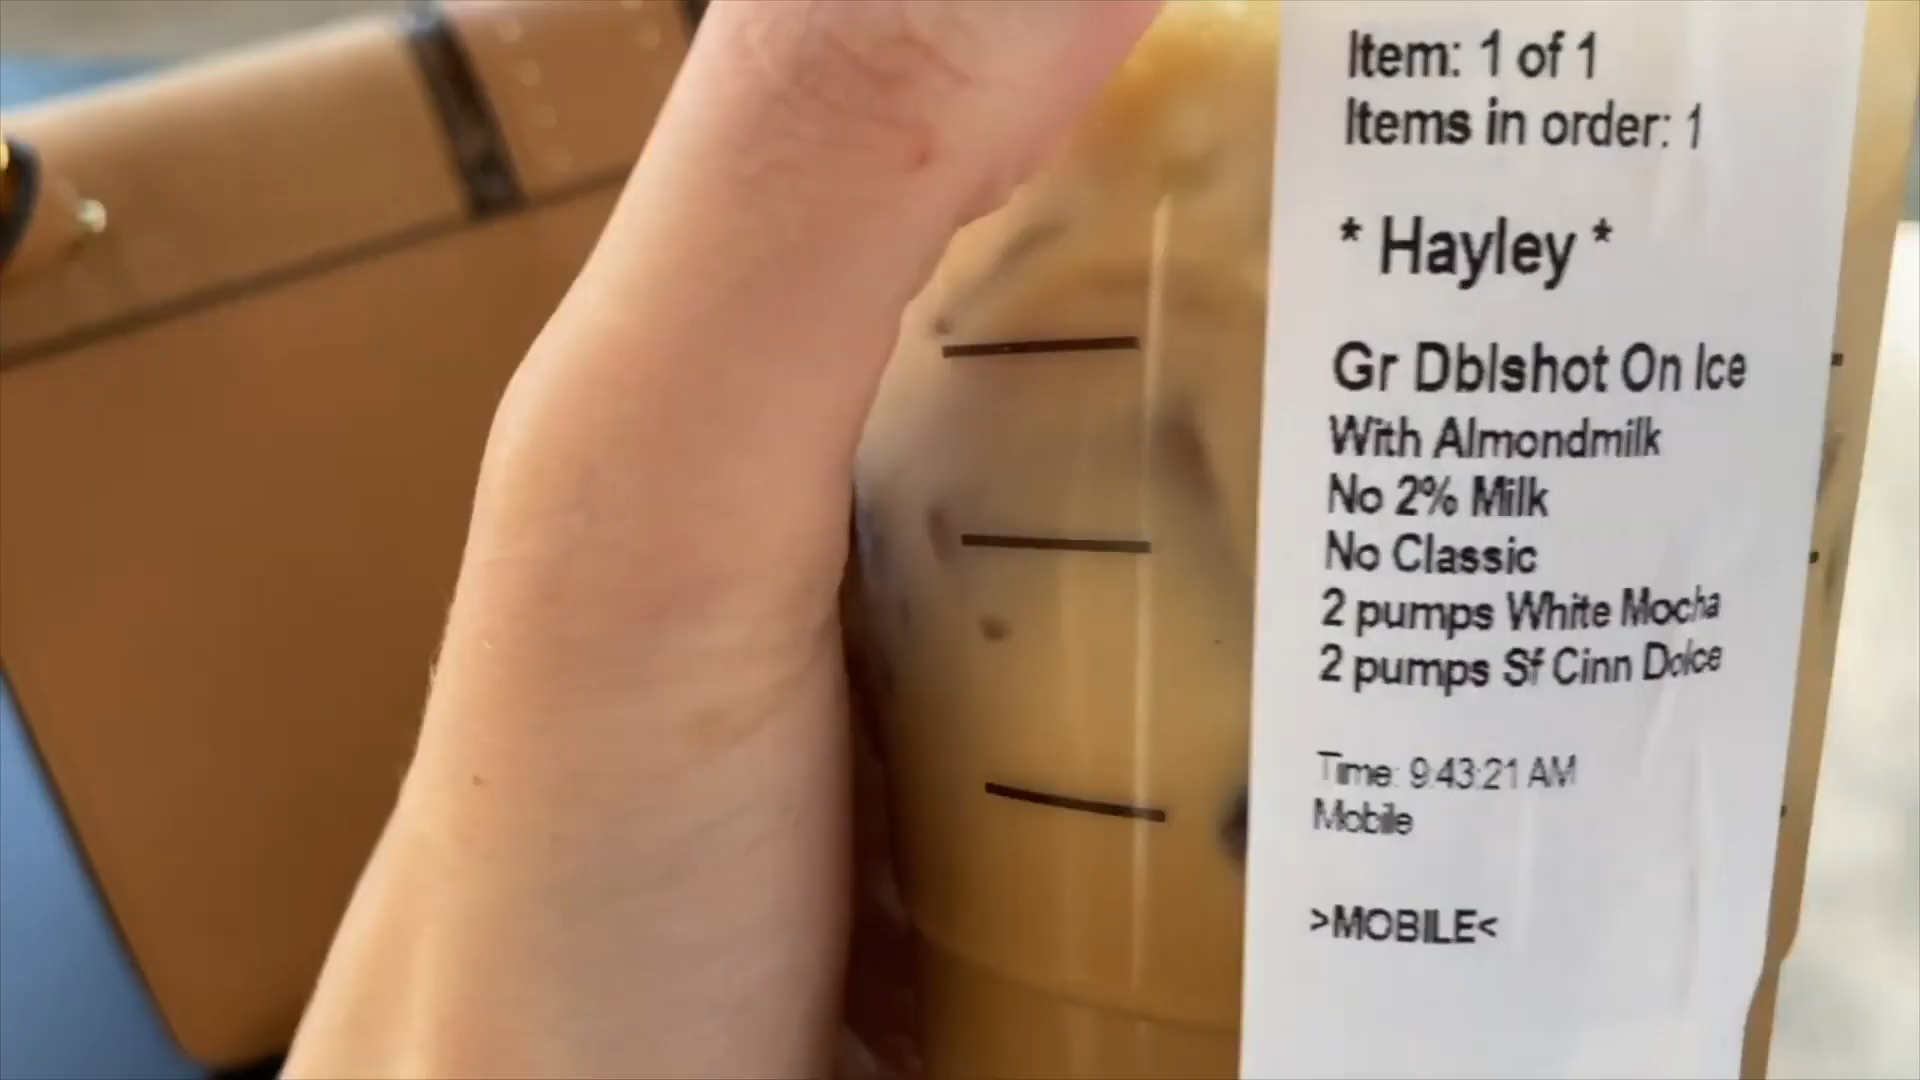 Item: 1 of 1
Items in order: 1
* Hayley *
Gr Dblshot On Ice
With Almondmilk
No 2% Milk
No Classic
2 pumps White Mocha
2 pumps Sf Cinn Dolce
Time: 9:43:21 AM
Mobile
>MOBILE<